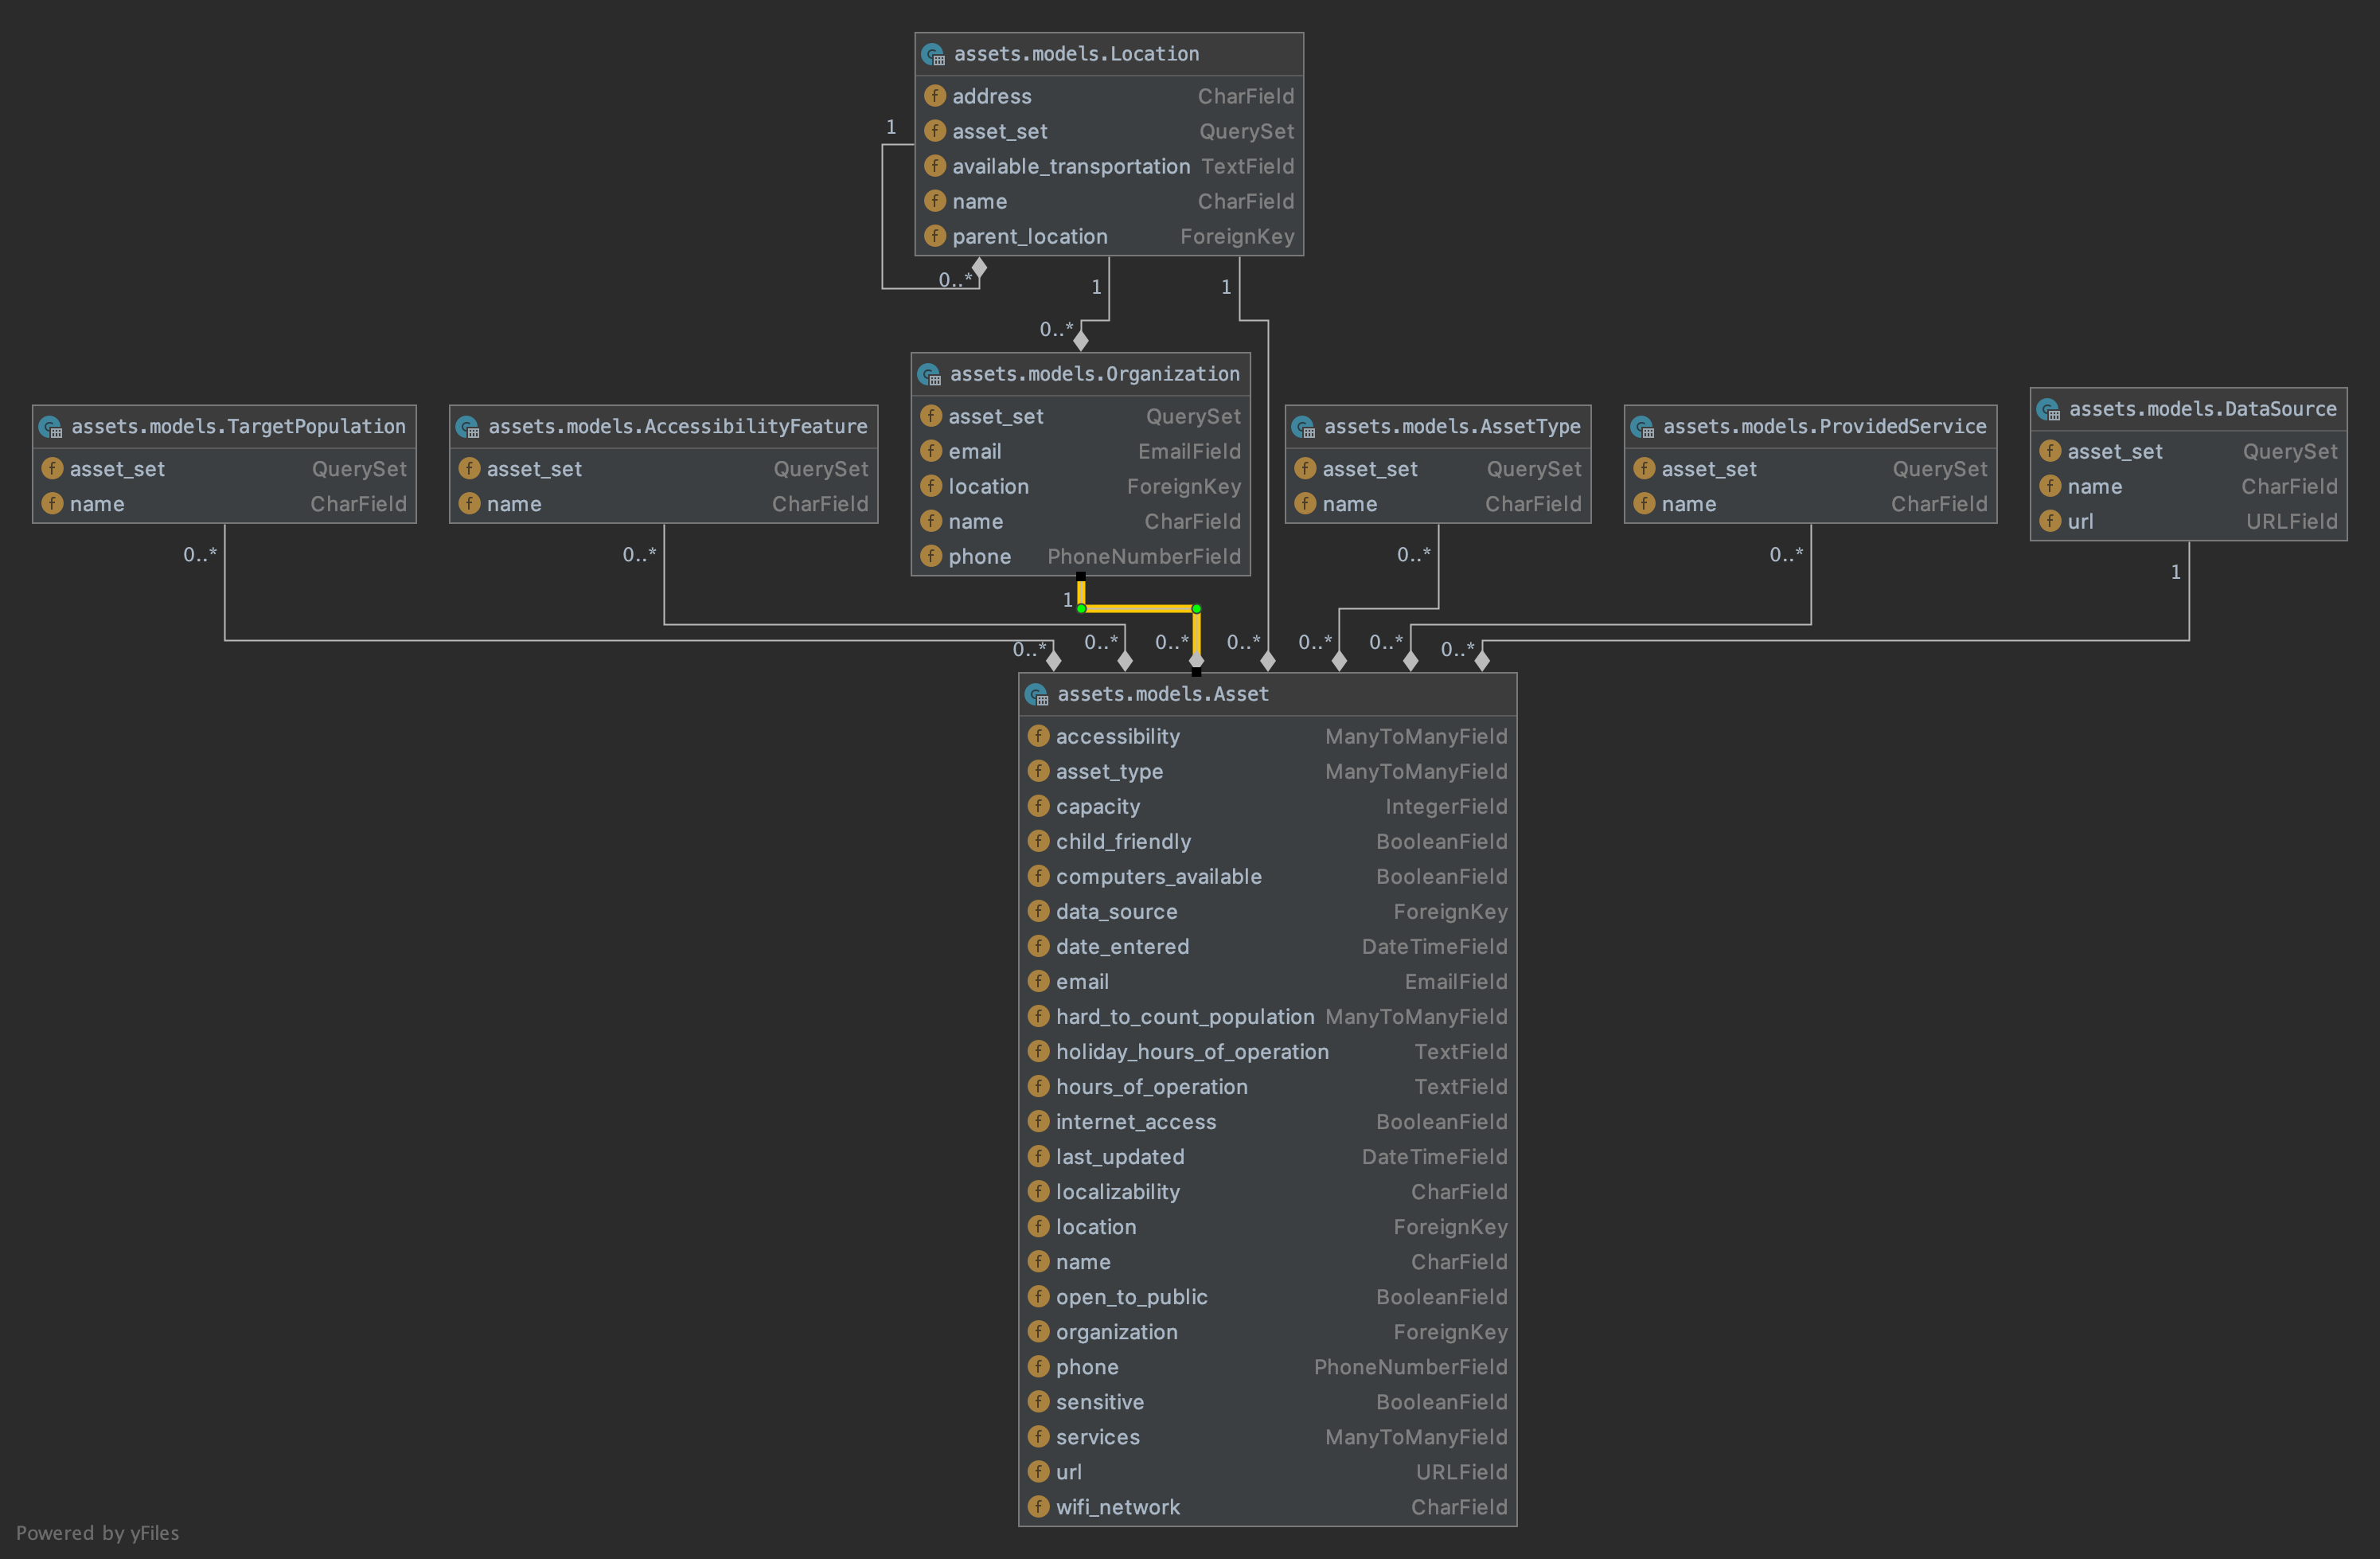 assets.models.Location
address CharField
asset_set QuerySet
available_transportation TextField
name CharField
parent_location ForeignKey
1
0..*
1
1
0..*
assets.models.Organization
asset_set QuerySet
email EmailField
location ForeignKey
name CharField
phone PhoneNumberField
assets.models.TargetPopulation
asset_set QuerySet
name CharField
assets.models.AccessibilityFeature
asset_set QuerySet
name CharField
assets.models.AssetType
asset_set QuerySet
name CharField
assets.models.ProvidedService
asset_set QuerySet
name CharField
assets.models.DataSource
asset_set QuerySet
name CharField
url URLField
0..*
0..*
1
0..*
0..*
1
0..*
0..*
0..*
0..*
0..*
0..*
0..*
assets.models.Asset
accessibility ManyToManyField
asset_type ManyToManyField
capacity IntegerField
child_friendly BooleanField
computers_available BooleanField
data_source ForeignKey
date_entered DateTimeField
email EmailField
hard_to_count_population ManyToManyField
holiday_hours_of_operation TextField
hours_of_operation TextField
internet_access BooleanField
last_updated DateTimeField
localizability CharField
location ForeignKey
name CharField
open_to_public BooleanField
organization ForeignKey
phone PhoneNumberField
sensitive BooleanField
services ManyToManyField
url URLField
wifi_network CharField
Powered by yFiles